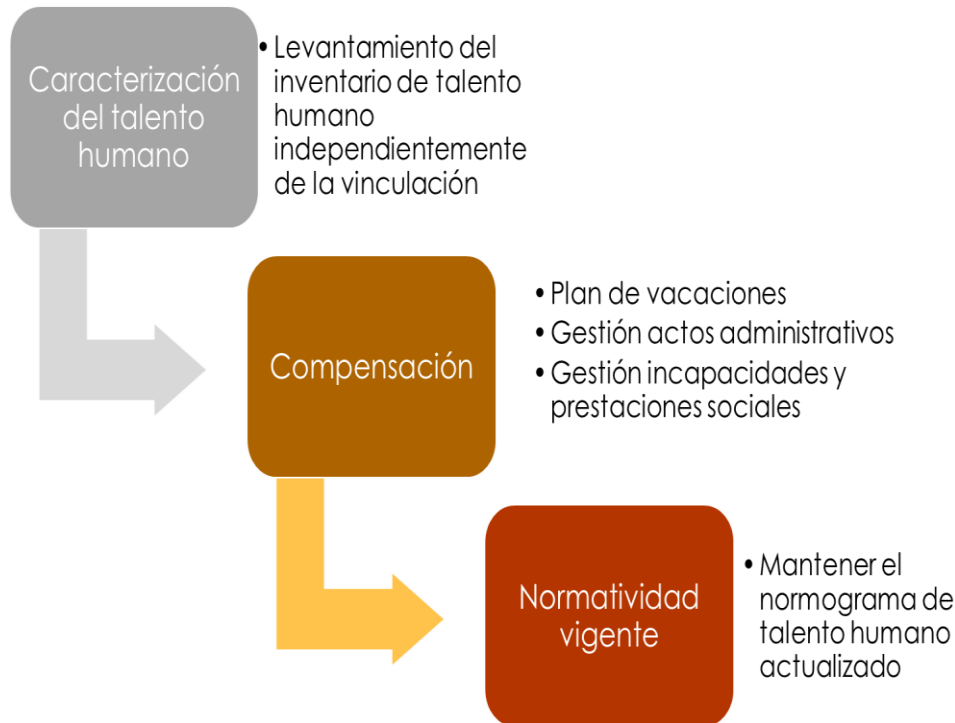 Caracterización
del talento
humano
• Levantamiento del
inventario de talento
humano
independientemente
de la vinculación
Compensación
• Plan de vacaciones
• Gestión actos administrativos
• Gestión incapacidades y
prestaciones sociales
Normatividad
vigente
• Mantener el
normograma de
talento humano
actualizado